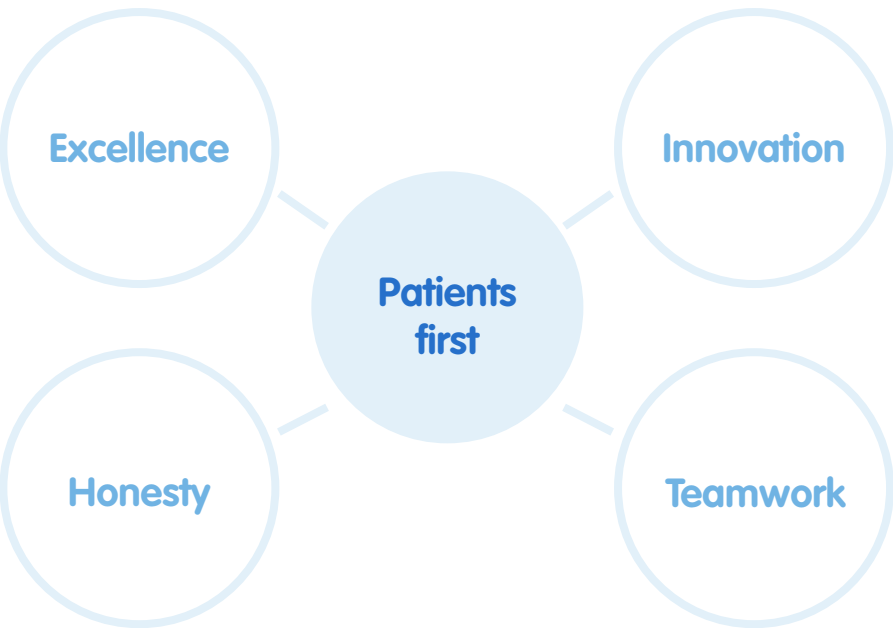 Excellence
Innovation
Patients
first
Honesty
Teamwork